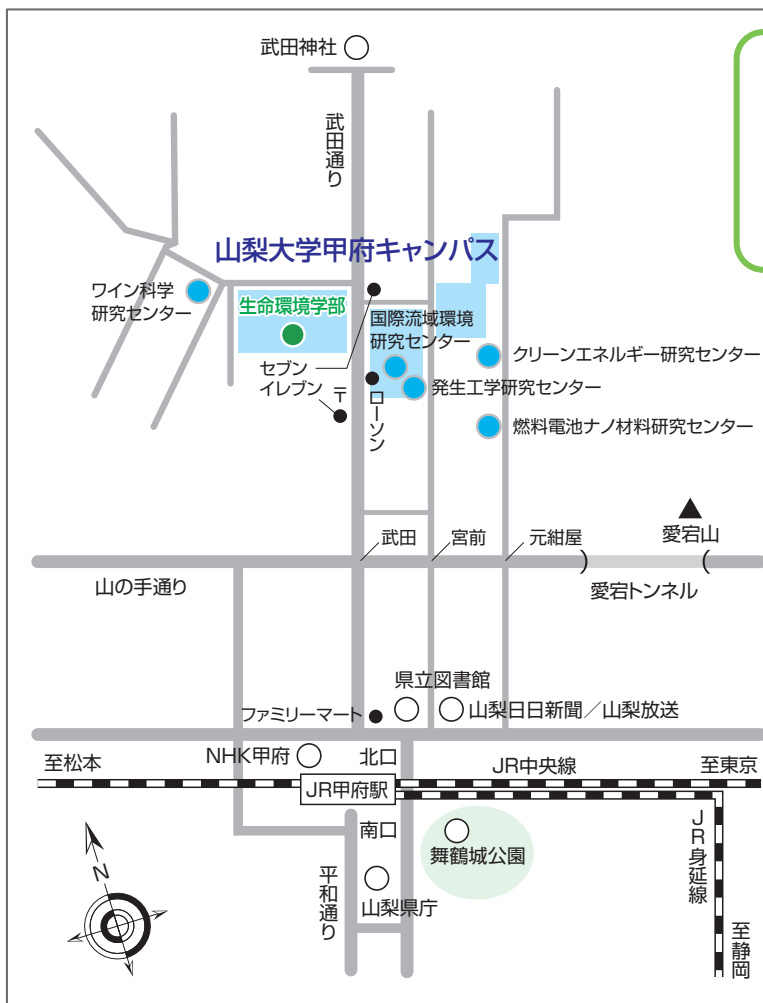 武田神社
武田通り
山梨大学甲府キャンパス
ワイン科学
研究センター
生命環境学部
国際流域環境
研究センター
セブン
イレブン
〒
ローソン
クリーンエネルギー研究センター
発生工学研究センター
燃料電池ナノ材料研究センター
愛宕山
武田
宮前
元紺屋
山の手通り
愛宕トンネル
県立図書館
ファミリーマート
山梨日日新聞／山梨放送
NHK甲府
北口
至松本
JR中央線
至東京
JR甲府駅
南口
舞鶴城公園
JR身延線
平和通り
山梨県庁
至静岡
N